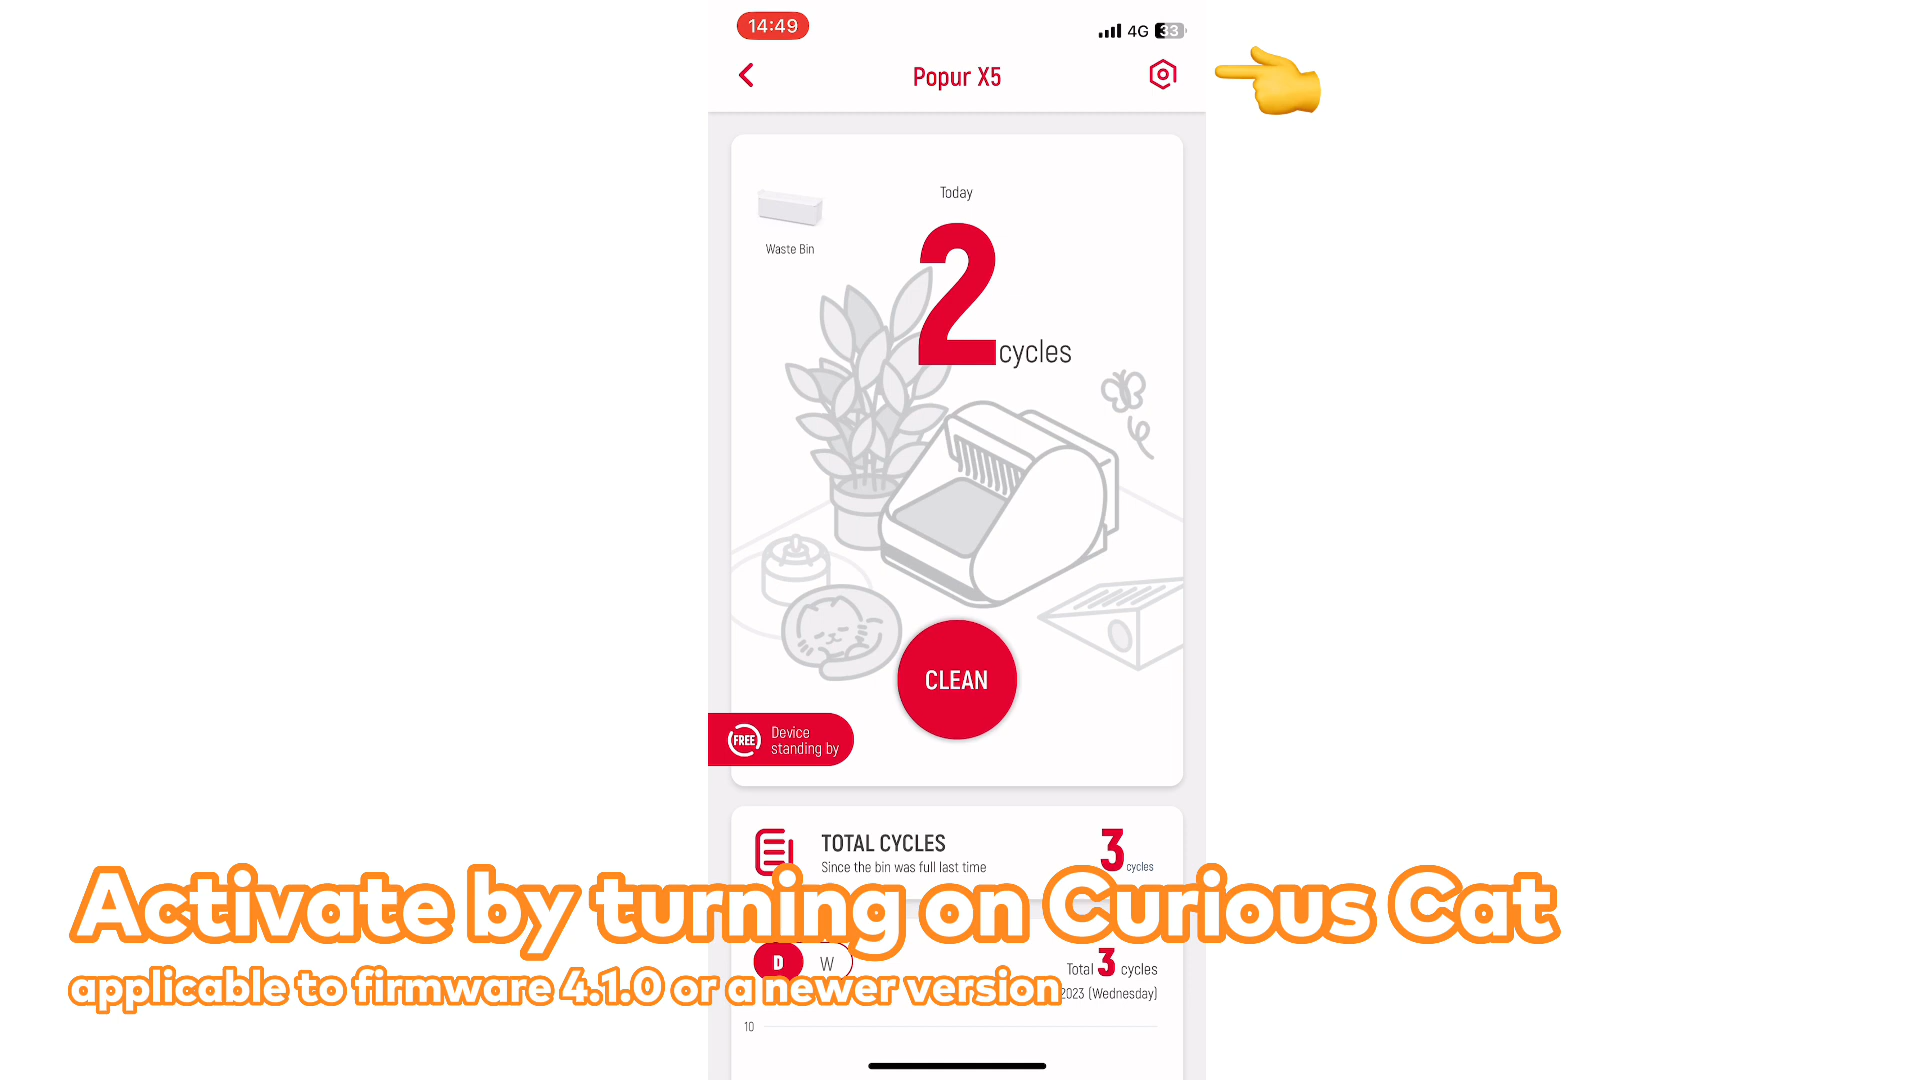 14:49
4G 33
Popur X5
Today
2 cycles
Waste Bin
CLEAN
FREE Device
standing by
TOTAL CYCLES
Since the bin was full last time
3 cycles
Activate by turning on Curious Cat
D W
Total 3 cycles
applicable to firmware 4.1.0 or a newer version
2023 (Wednesday)
10